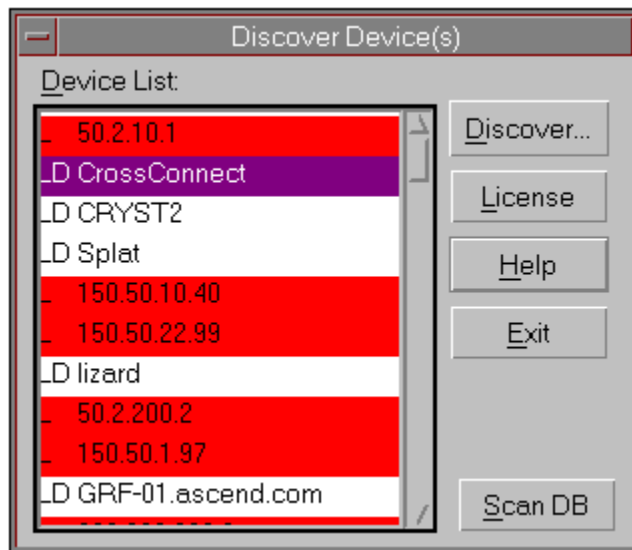 Discover Device(s)
Device List:
_ 50.2.10.1
LD CrossConnect
LD CRYST2
LD Splat
_ 150.50.10.40
_ 150.50.22.99
LD lizard
_ 50.2.200.2
_ 150.50.1.97
LD GRF-01.ascend.com
Discover...
License
Help
Exit
Scan DB